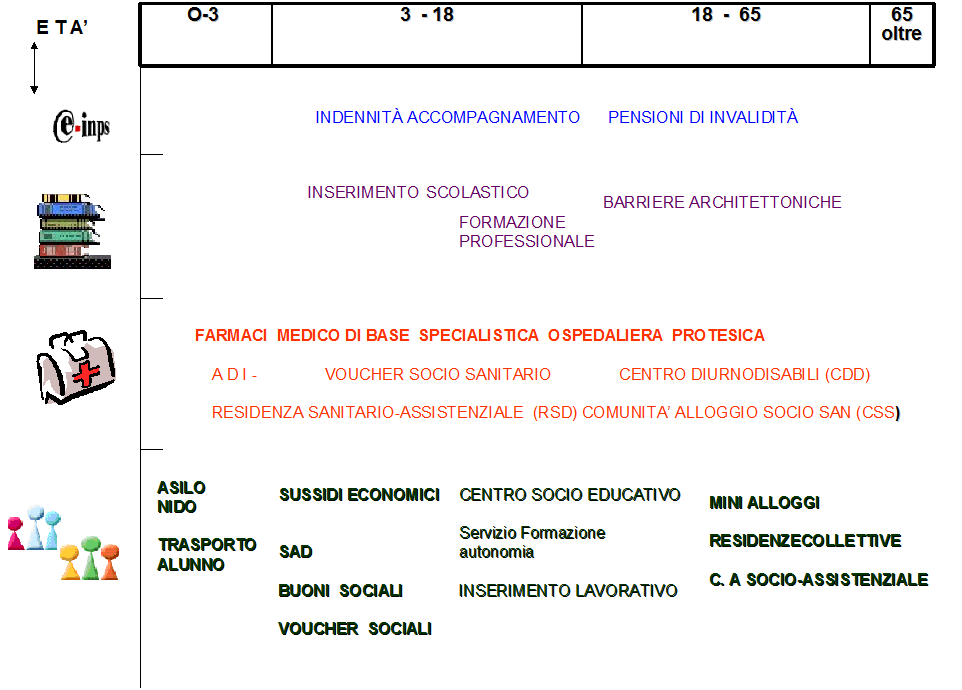 E T A’
O-3
3 - 18
18 - 65
65
oltre
e-inps
INDENNITÀ ACCOMPAGNAMENTO
PENSIONI DI INVALIDITÀ
INSERIMENTO SCOLASTICO
BARRIERE ARCHITETTONICHE
FORMAZIONE
PROFESSIONALE
FARMACI MEDICO DI BASE SPECIALISTICA OSPEDALIERA PROTESICA
A D I -
VOUCHER SOCIO SANITARIO
CENTRO DIURNODISABILI (CDD)
RESIDENZA SANITARIO-ASSISTENZIALE (RSD) COMUNITA’ ALLOGGIO SOCIO SAN (CSS)
ASILO
NIDO
TRASPORTO
ALUNNO
SUSSIDI ECONOMICI
SAD
BUONI SOCIALI
VOUCHER SOCIALI
CENTRO SOCIO EDUCATIVO
Servizio Formazione
autonomia
INSERIMENTO LAVORATIVO
MINI ALLOGGI
RESIDENZECOLLETTIVE
C. A SOCIO-ASSISTENZIALE